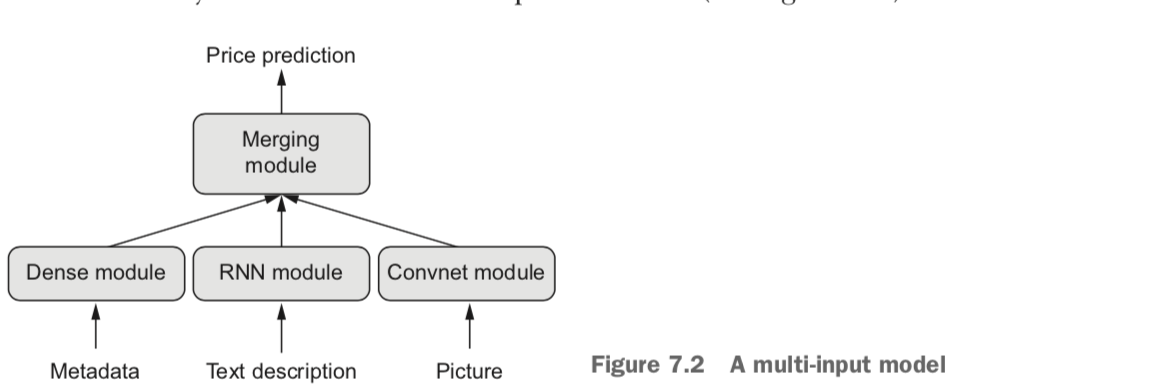 Price prediction
Merging
module
Dense module
RNN module
Convnet module
Metadata
Text description
Picture
Figure 7.2 A multi-input model